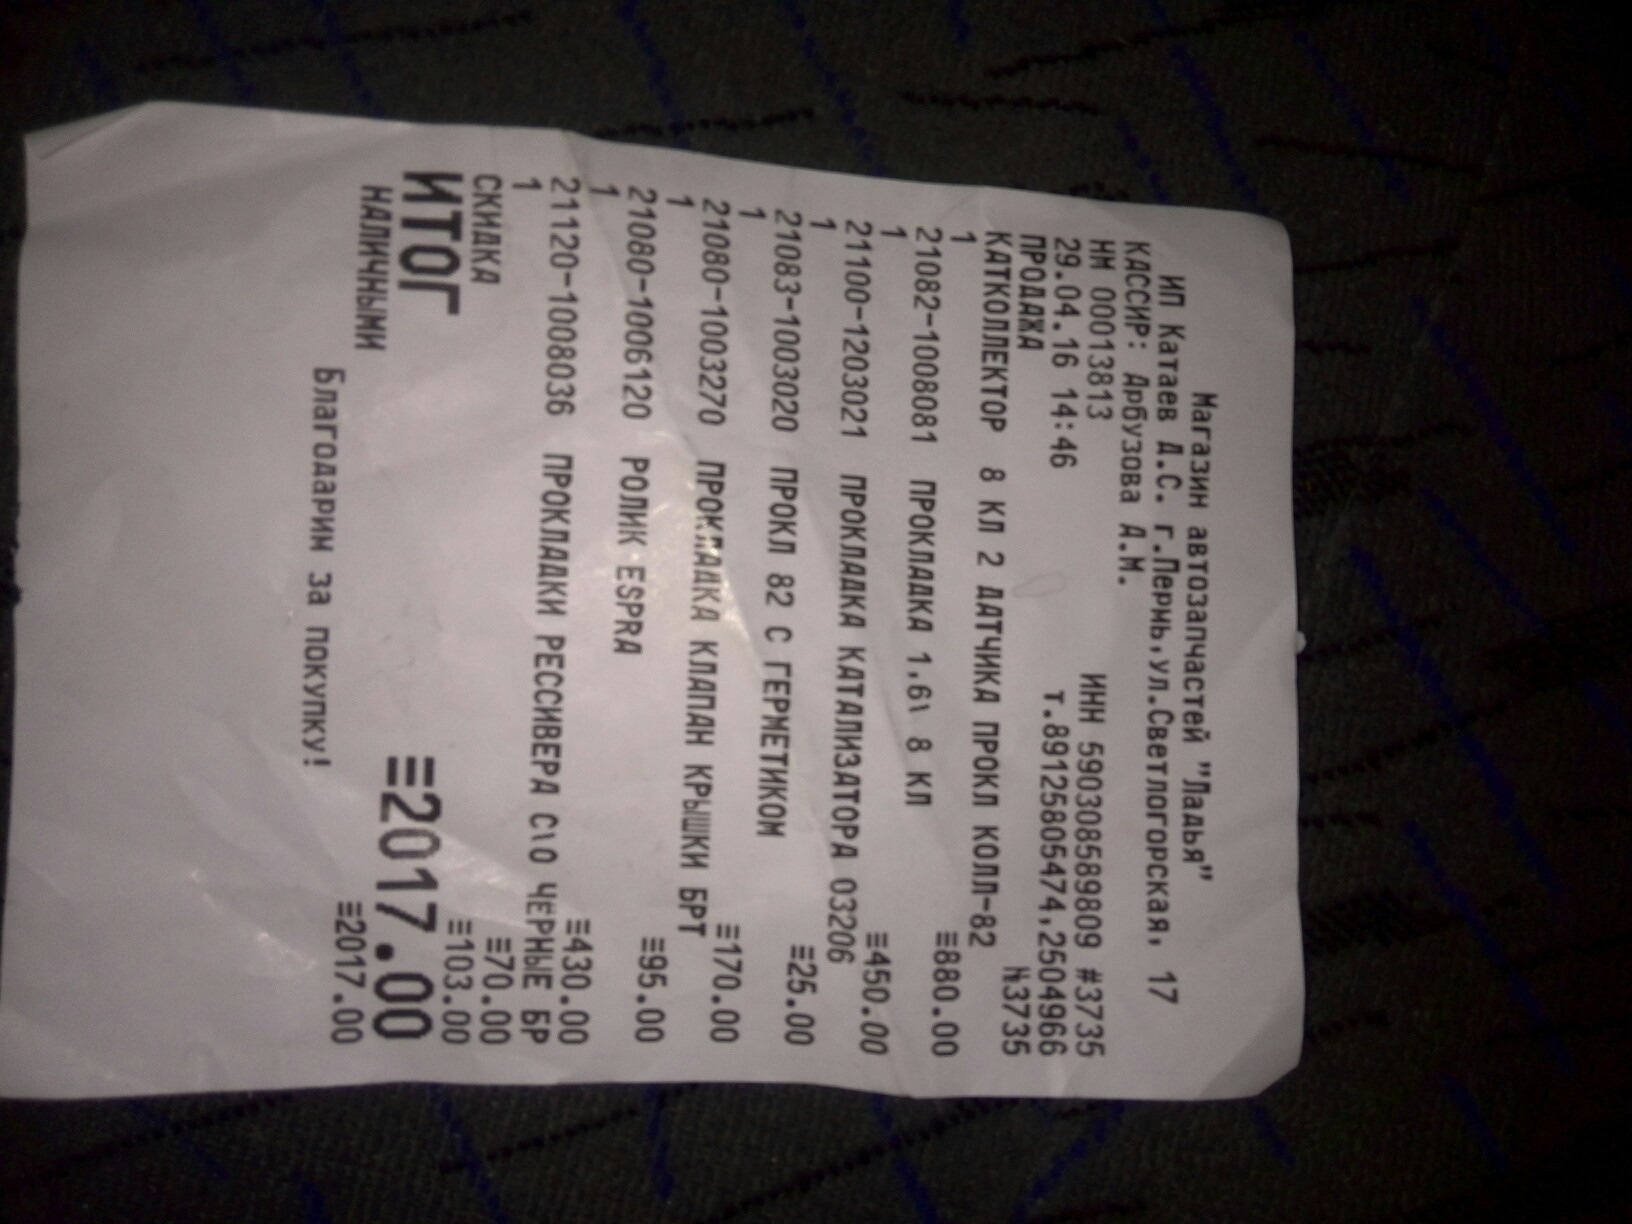 Магазин автозапчастей "Ладья"
ИП Катаев Д.С. г.Пермь,ул.Светлогорская, 17
КАССИР: Арбузова А.М.
НМ 00013813 ИНН 590308589809 #3735
29.04.16 14:46 т.89125805474,2504966
ПРОДАЖА №3735
КАТКОЛЛЕКТОР 8 КЛ 2 ДАТЧИКА ПРОКЛ КОЛЛ-82
1 ≡880.00
21082-1008081 ПРОКЛАДКА 1,6\ 8 КЛ
1 ≡450.00
21100-1203021 ПРОКЛАДКА КАТАЛИЗАТОРА 03206
1 ≡25.00
21083-1003020 ПРОКЛ 82 С ГЕРМЕТИКОМ
1 ≡170.00
21080-1003270 ПРОКЛАДКА КЛАПАН КРЫШКИ БРТ
1 ≡95.00
21080-1006120 РОЛИК ESPRA
1 ≡430.00
21120-1008036 ПРОКЛАДКИ РЕССИВЕРА С\О ЧЕРНЫЕ БР
1 ≡70.00
СКИДКА ≡103.00
ИТОГ ≡2017.00
НАЛИЧНЫМИ ≡2017.00
Благодарим за покупку!